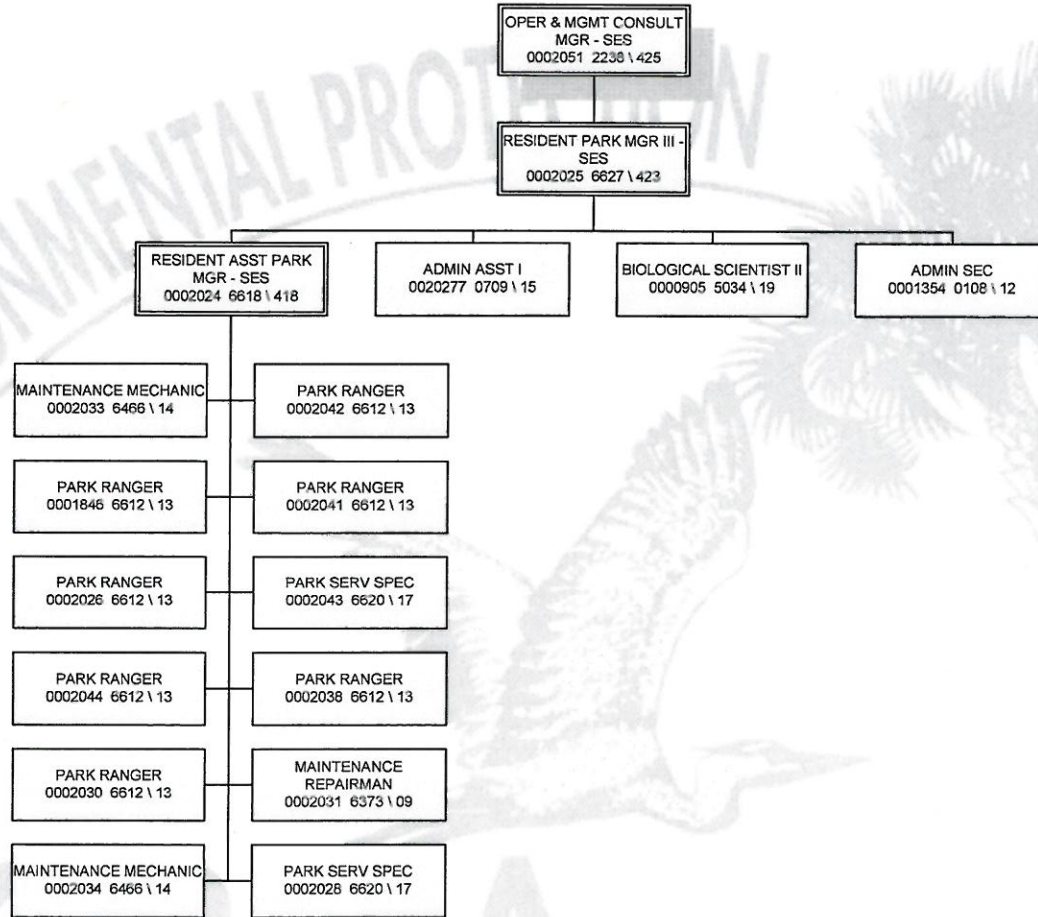 OPER & MGMT CONSULT
MGR - SES
0002051 2238 \ 425
RESIDENT PARK MGR III -
SES
0002025 6627 \ 423
RESIDENT ASST PARK
MGR - SES
0002024 6618 \ 418
ADMIN ASST I
0020277 0709 \ 15
BIOLOGICAL SCIENTIST II
0000905 5034 \ 19
ADMIN SEC
0001354 0108 \ 12
MAINTENANCE MECHANIC
0002033 6466 \ 14
PARK RANGER
0002042 6612 \ 13
PARK RANGER
0001846 6612 \ 13
PARK RANGER
0002041 6612 \ 13
PARK RANGER
0002026 6612 \ 13
PARK SERV SPEC
0002043 6620 \ 17
PARK RANGER
0002044 6612 \ 13
PARK RANGER
0002038 6612 \ 13
PARK RANGER
0002030 6612 \ 13
MAINTENANCE
REPAIRMAN
0002031 6373 \ 09
MAINTENANCE MECHANIC
0002034 6466 \ 14
PARK SERV SPEC
0002028 6620 \ 17